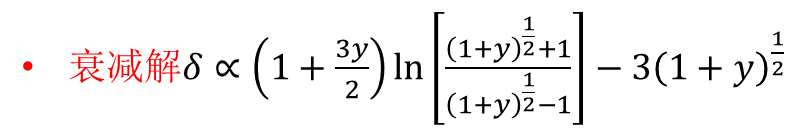 • 衰减解δ ∝ (1 + 3y/2) ln [((1+y)^(1/2)+1)/((1+y)^(1/2)−1)] − 3(1 + y)^(1/2)